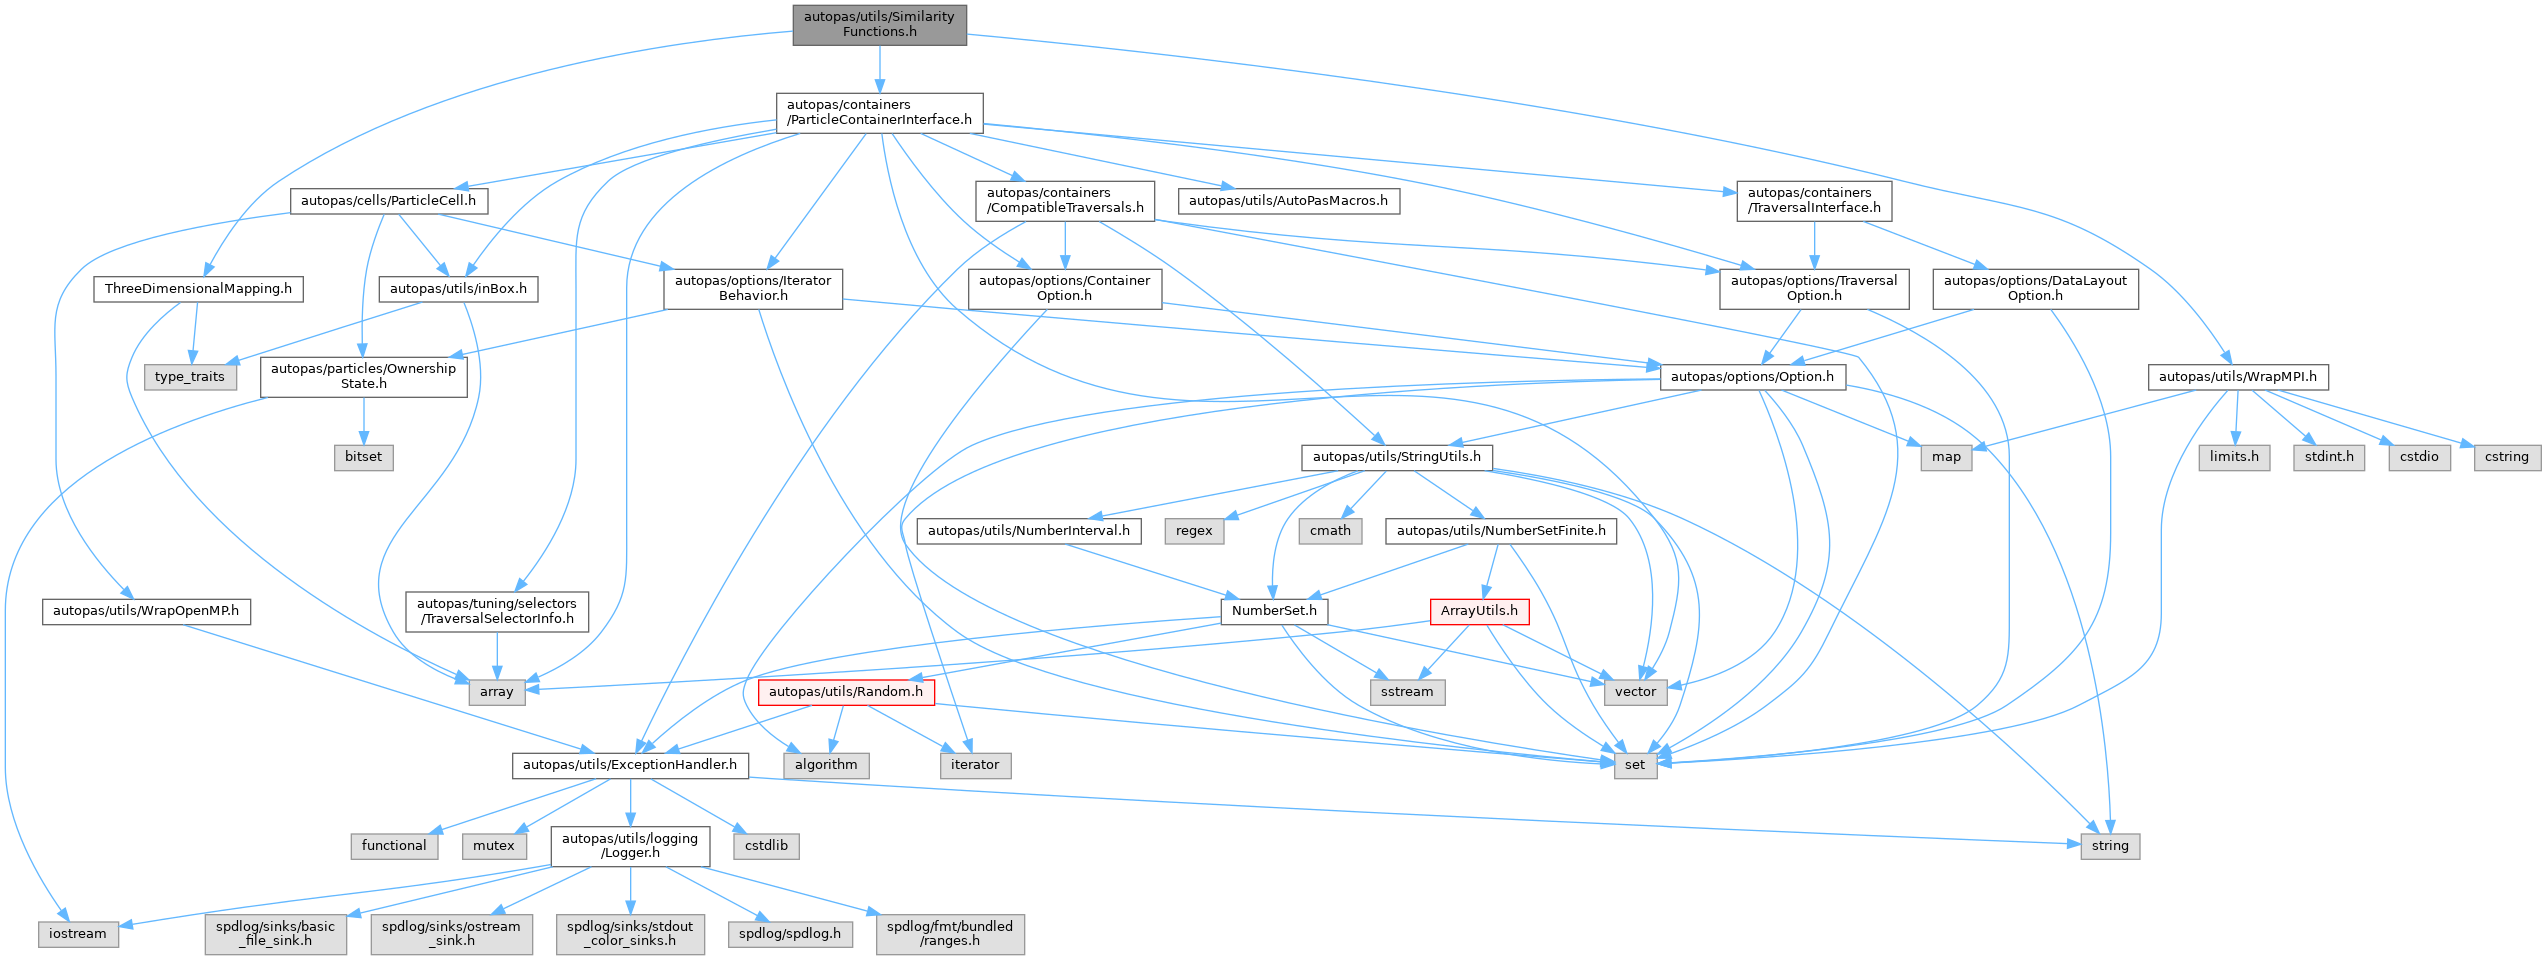 autopas/utils/Similarity
Functions.h
autopas/containers
/ParticleContainerInterface.h
autopas/cells/ParticleCell.h
autopas/containers
/CompatibleTraversals.h
autopas/utils/AutoPasMacros.h
autopas/containers
/TraversalInterface.h
ThreeDimensionalMapping.h
autopas/utils/inBox.h
autopas/options/Iterator
Behavior.h
autopas/options/Container
Option.h
autopas/options/Traversal
Option.h
autopas/options/DataLayout
Option.h
type_traits
autopas/particles/Ownership
State.h
autopas/options/Option.h
autopas/utils/WrapMPI.h
bitset
autopas/utils/StringUtils.h
map
limits.h
stdint.h
cstdio
cstring
autopas/utils/NumberInterval.h
regex
cmath
autopas/utils/NumberSetFinite.h
autopas/utils/WrapOpenMP.h
autopas/tuning/selectors
/TraversalSelectorInfo.h
NumberSet.h
ArrayUtils.h
array
autopas/utils/Random.h
sstream
vector
autopas/utils/ExceptionHandler.h
algorithm
iterator
set
functional
mutex
autopas/utils/logging
/Logger.h
cstdlib
string
iostream
spdlog/sinks/basic
_file_sink.h
spdlog/sinks/ostream
_sink.h
spdlog/sinks/stdout
_color_sinks.h
spdlog/spdlog.h
spdlog/fmt/bundled
/ranges.h